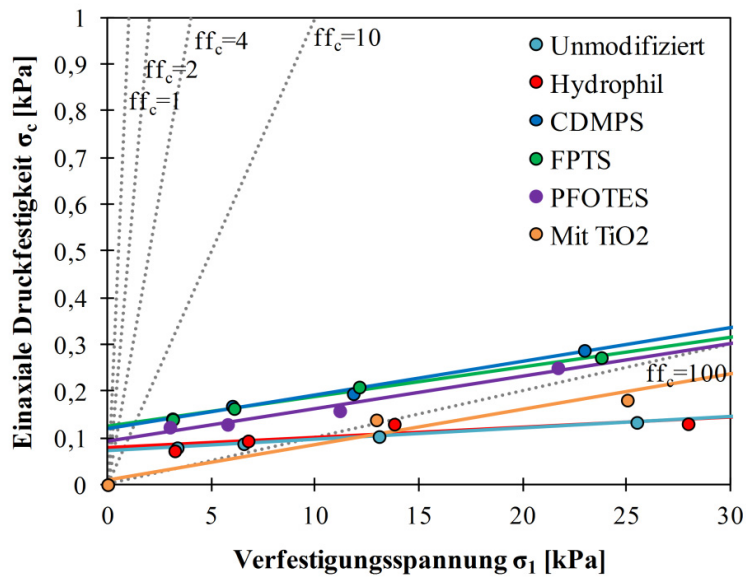 1
0,9
0,8
0,7
0,6
0,5
0,4
0,3
0,2
0,1
0
Einaxiale Druckfestigkeit σc [kPa]
ffc=1
ffc=2
ffc=4
ffc=10
ffc=100
Unmodifiziert
Hydrophil
CDMPS
FPTS
PFOTES
Mit TiO2
0 5 10 15 20 25 30
Verfestigungsspannung σ1 [kPa]